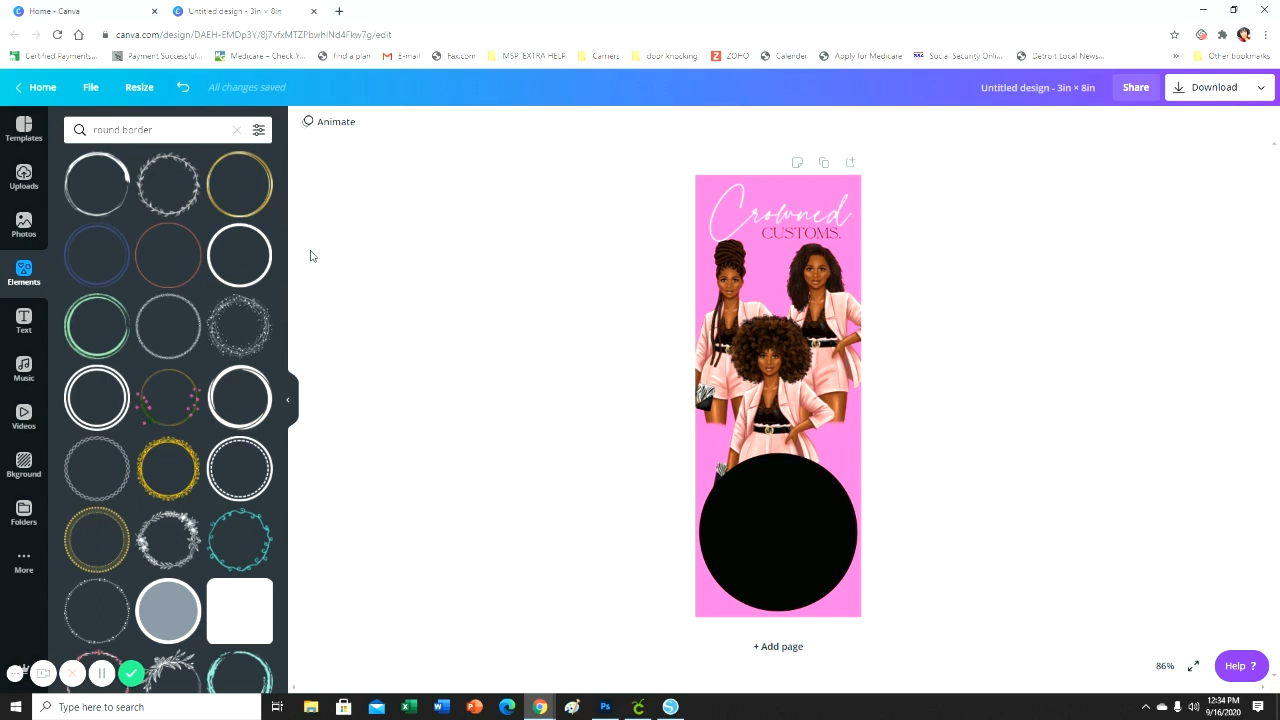 Home - Canva
Untitled design - 3in × 8in
canva.com/design/DAEH-EMDp3Y/8j7vfxMTZPbwhINd4Fkw7g/edit
Certified Payments...
Payment Successful...
Medicare – Check Y...
find a plan
E-mail
Fax.com
MSP: EXTRA HELP
Carriers
door knocking
ZOHO
Calender
Apply for Medicare
Social Security Onli...
Detroit Local News...
Other bookmarks
Home
File
Resize
All changes saved
Untitled design - 3in × 8in
Share
Download
Templates
Uploads
Photos
Elements
Text
Music
Videos
Bkground
Folders
More
round border
Animate
Crowned
CUSTOMS.
+ Add page
86%
Help ?
Type here to search
12:34 PM
9/16/2020